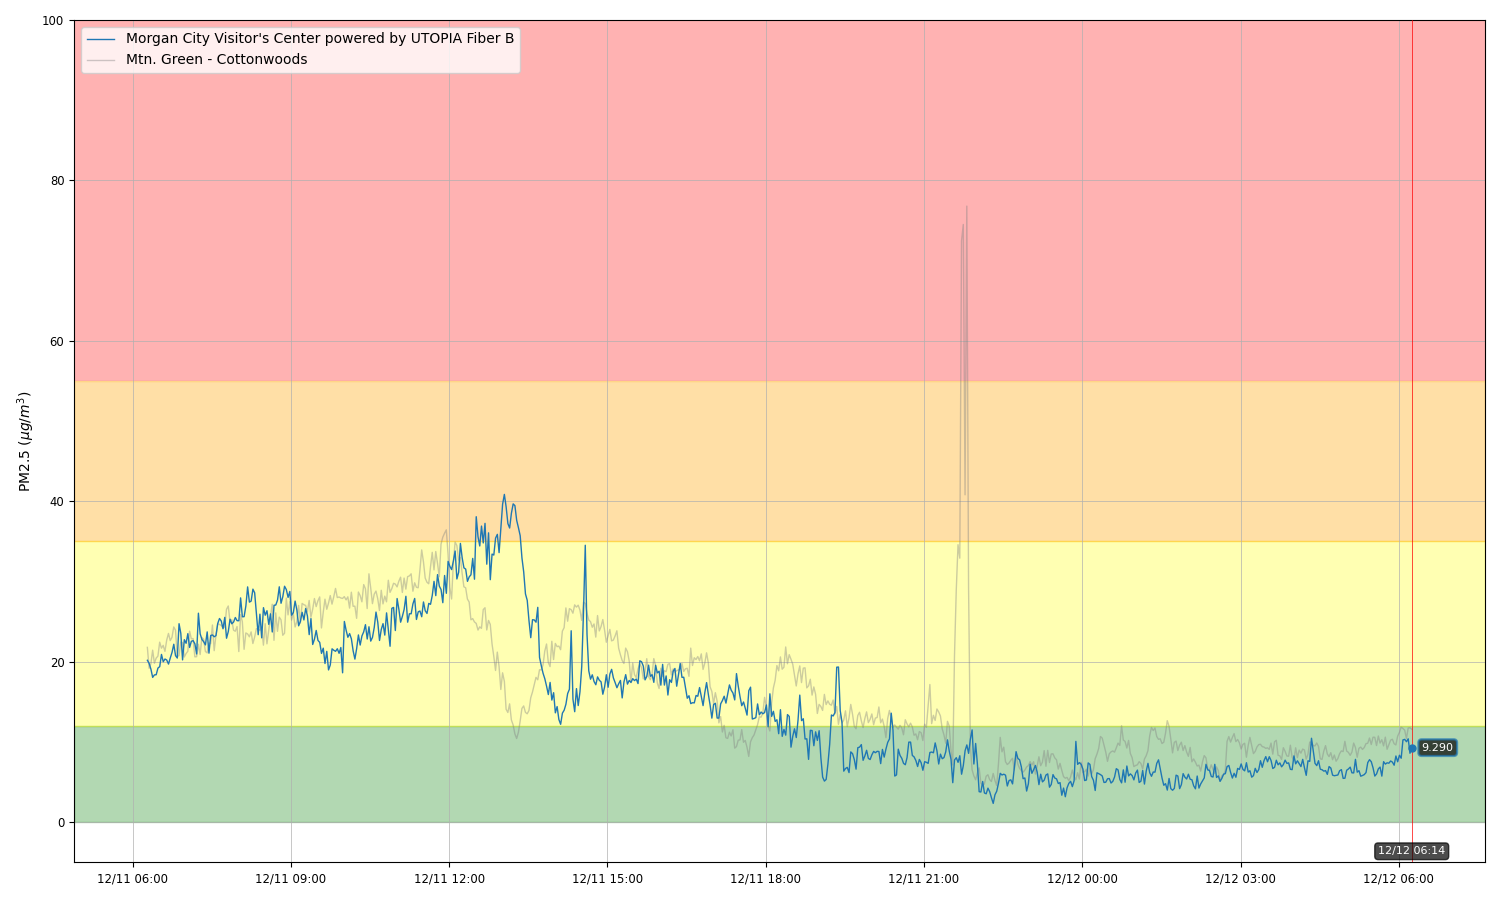 100
Morgan City Visitor's Center powered by UTOPIA Fiber B
Mtn. Green - Cottonwoods
80
60
PM2.5 (μg/m³)
40
20
9.290
0
12/12 06:14
12/11 06:00 12/11 09:00 12/11 12:00 12/11 15:00 12/11 18:00 12/11 21:00 12/12 00:00 12/12 03:00 12/12 06:00